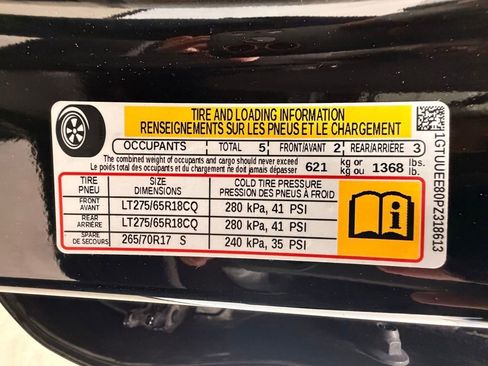 TIRE AND LOADING INFORMATION
RENSEIGNEMENTS SUR LES PNEUS ET LE CHARGEMENT
OCCUPANTS TOTAL 5 FRONT/AVANT 2 REAR/ARRIÈRE 3
The combined weight of occupants and cargo should never exceed 621 kg or 1368 lbs.
Le poids total des occupants et du chargement ne doit jamais dépasser kg ou lb.
TIRE SIZE COLD TIRE PRESSURE
PNEU DIMENSIONS PRESSION DES PNEUS À FROID
FRONT AVANT LT275/65R18CQ 280 kPa, 41 PSI
REAR ARRIÈRE LT275/65R18CQ 280 kPa, 41 PSI
SPARE DE SECOURS 265/70R17 S 240 kPa, 35 PSI
1GTUUEE80PZ318613